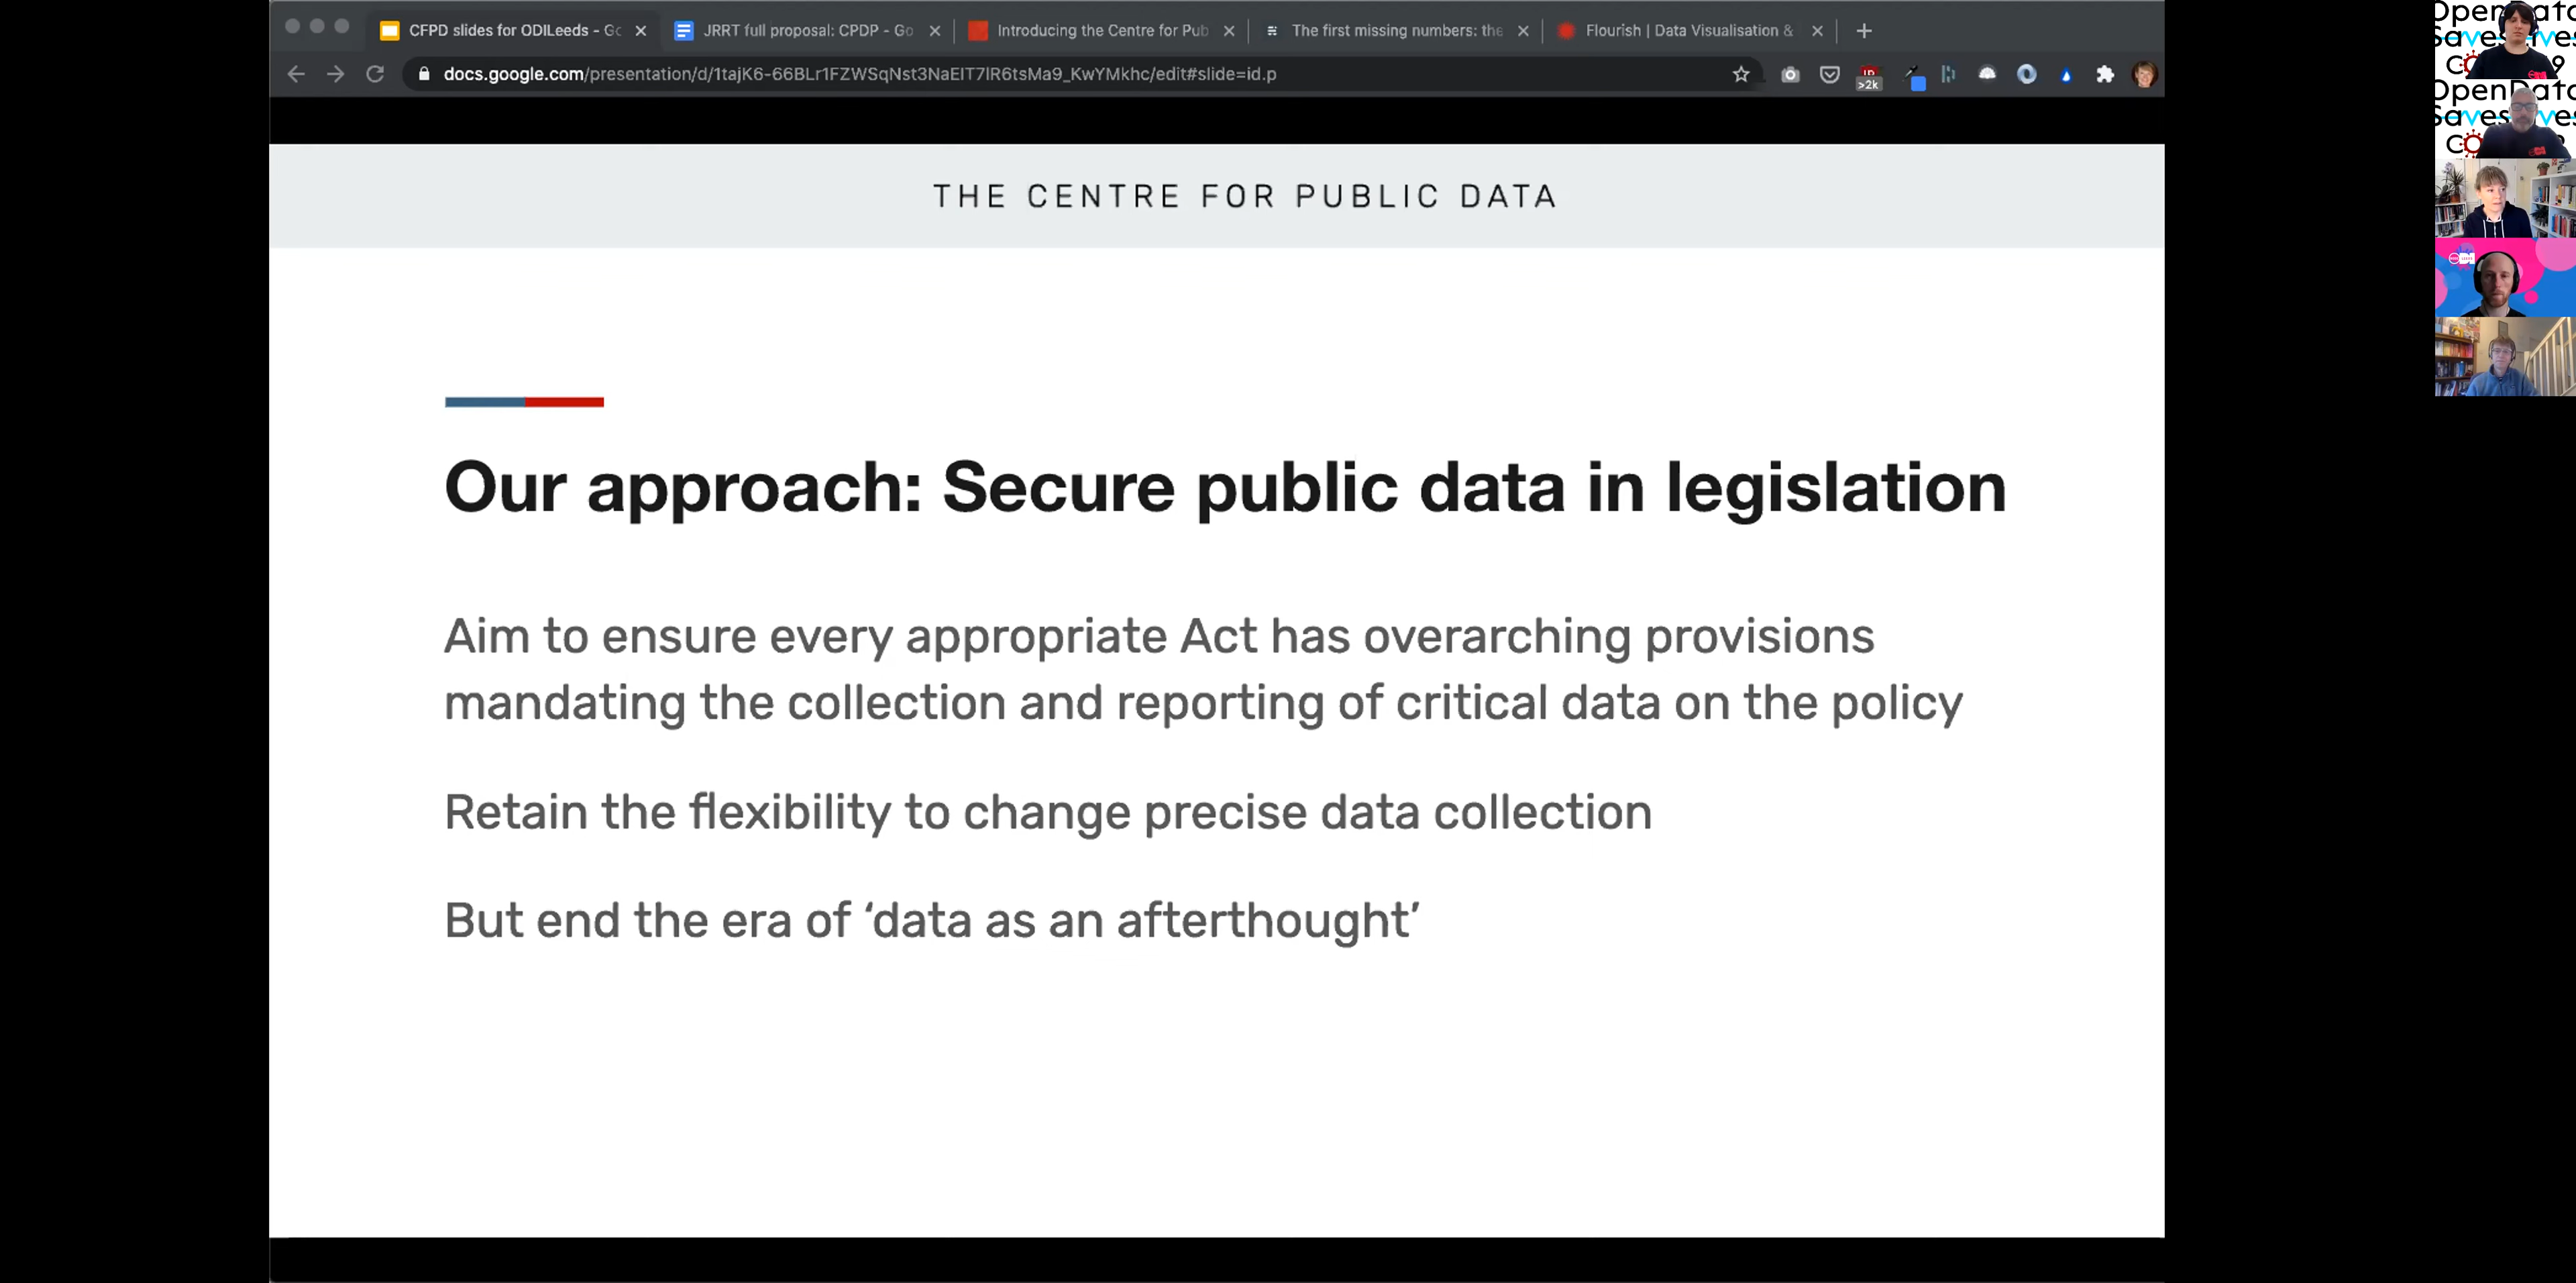 CFPD slides for ODILeeds - Go
JRRT full proposal: CPDP - Go
Introducing the Centre for Pub
The first missing numbers: the
Flourish | Data Visualisation &
docs.google.com/presentation/d/1tajK6-66BLr1FZWSqNst3NaEIT7IR6tsMa9_KwYMkhc/edit#slide=id.p
>2k
THE CENTRE FOR PUBLIC DATA
Our approach: Secure public data in legislation
Aim to ensure every appropriate Act has overarching provisions
mandating the collection and reporting of critical data on the policy
Retain the flexibility to change precise data collection
But end the era of ‘data as an afterthought’